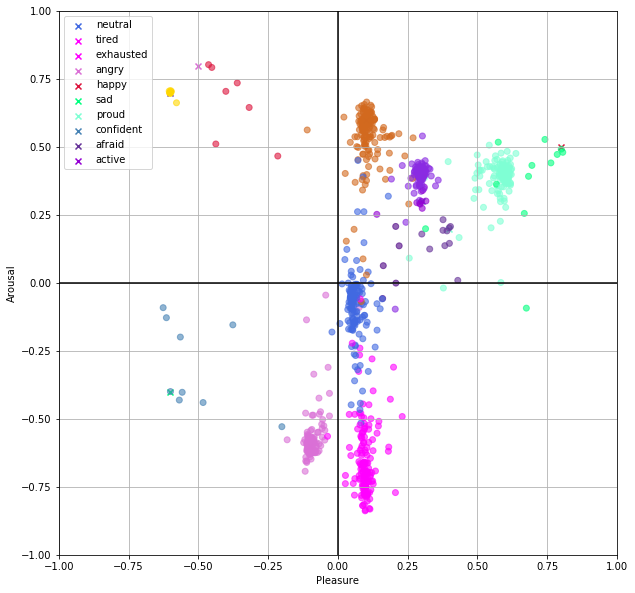 1.00
0.75
0.50
0.25
0.00
−0.25
−0.50
−0.75
−1.00
Arousal
neutral
tired
exhausted
angry
happy
sad
proud
confident
afraid
active
−1.00 −0.75 −0.50 −0.25 0.00 0.25 0.50 0.75 1.00
Pleasure